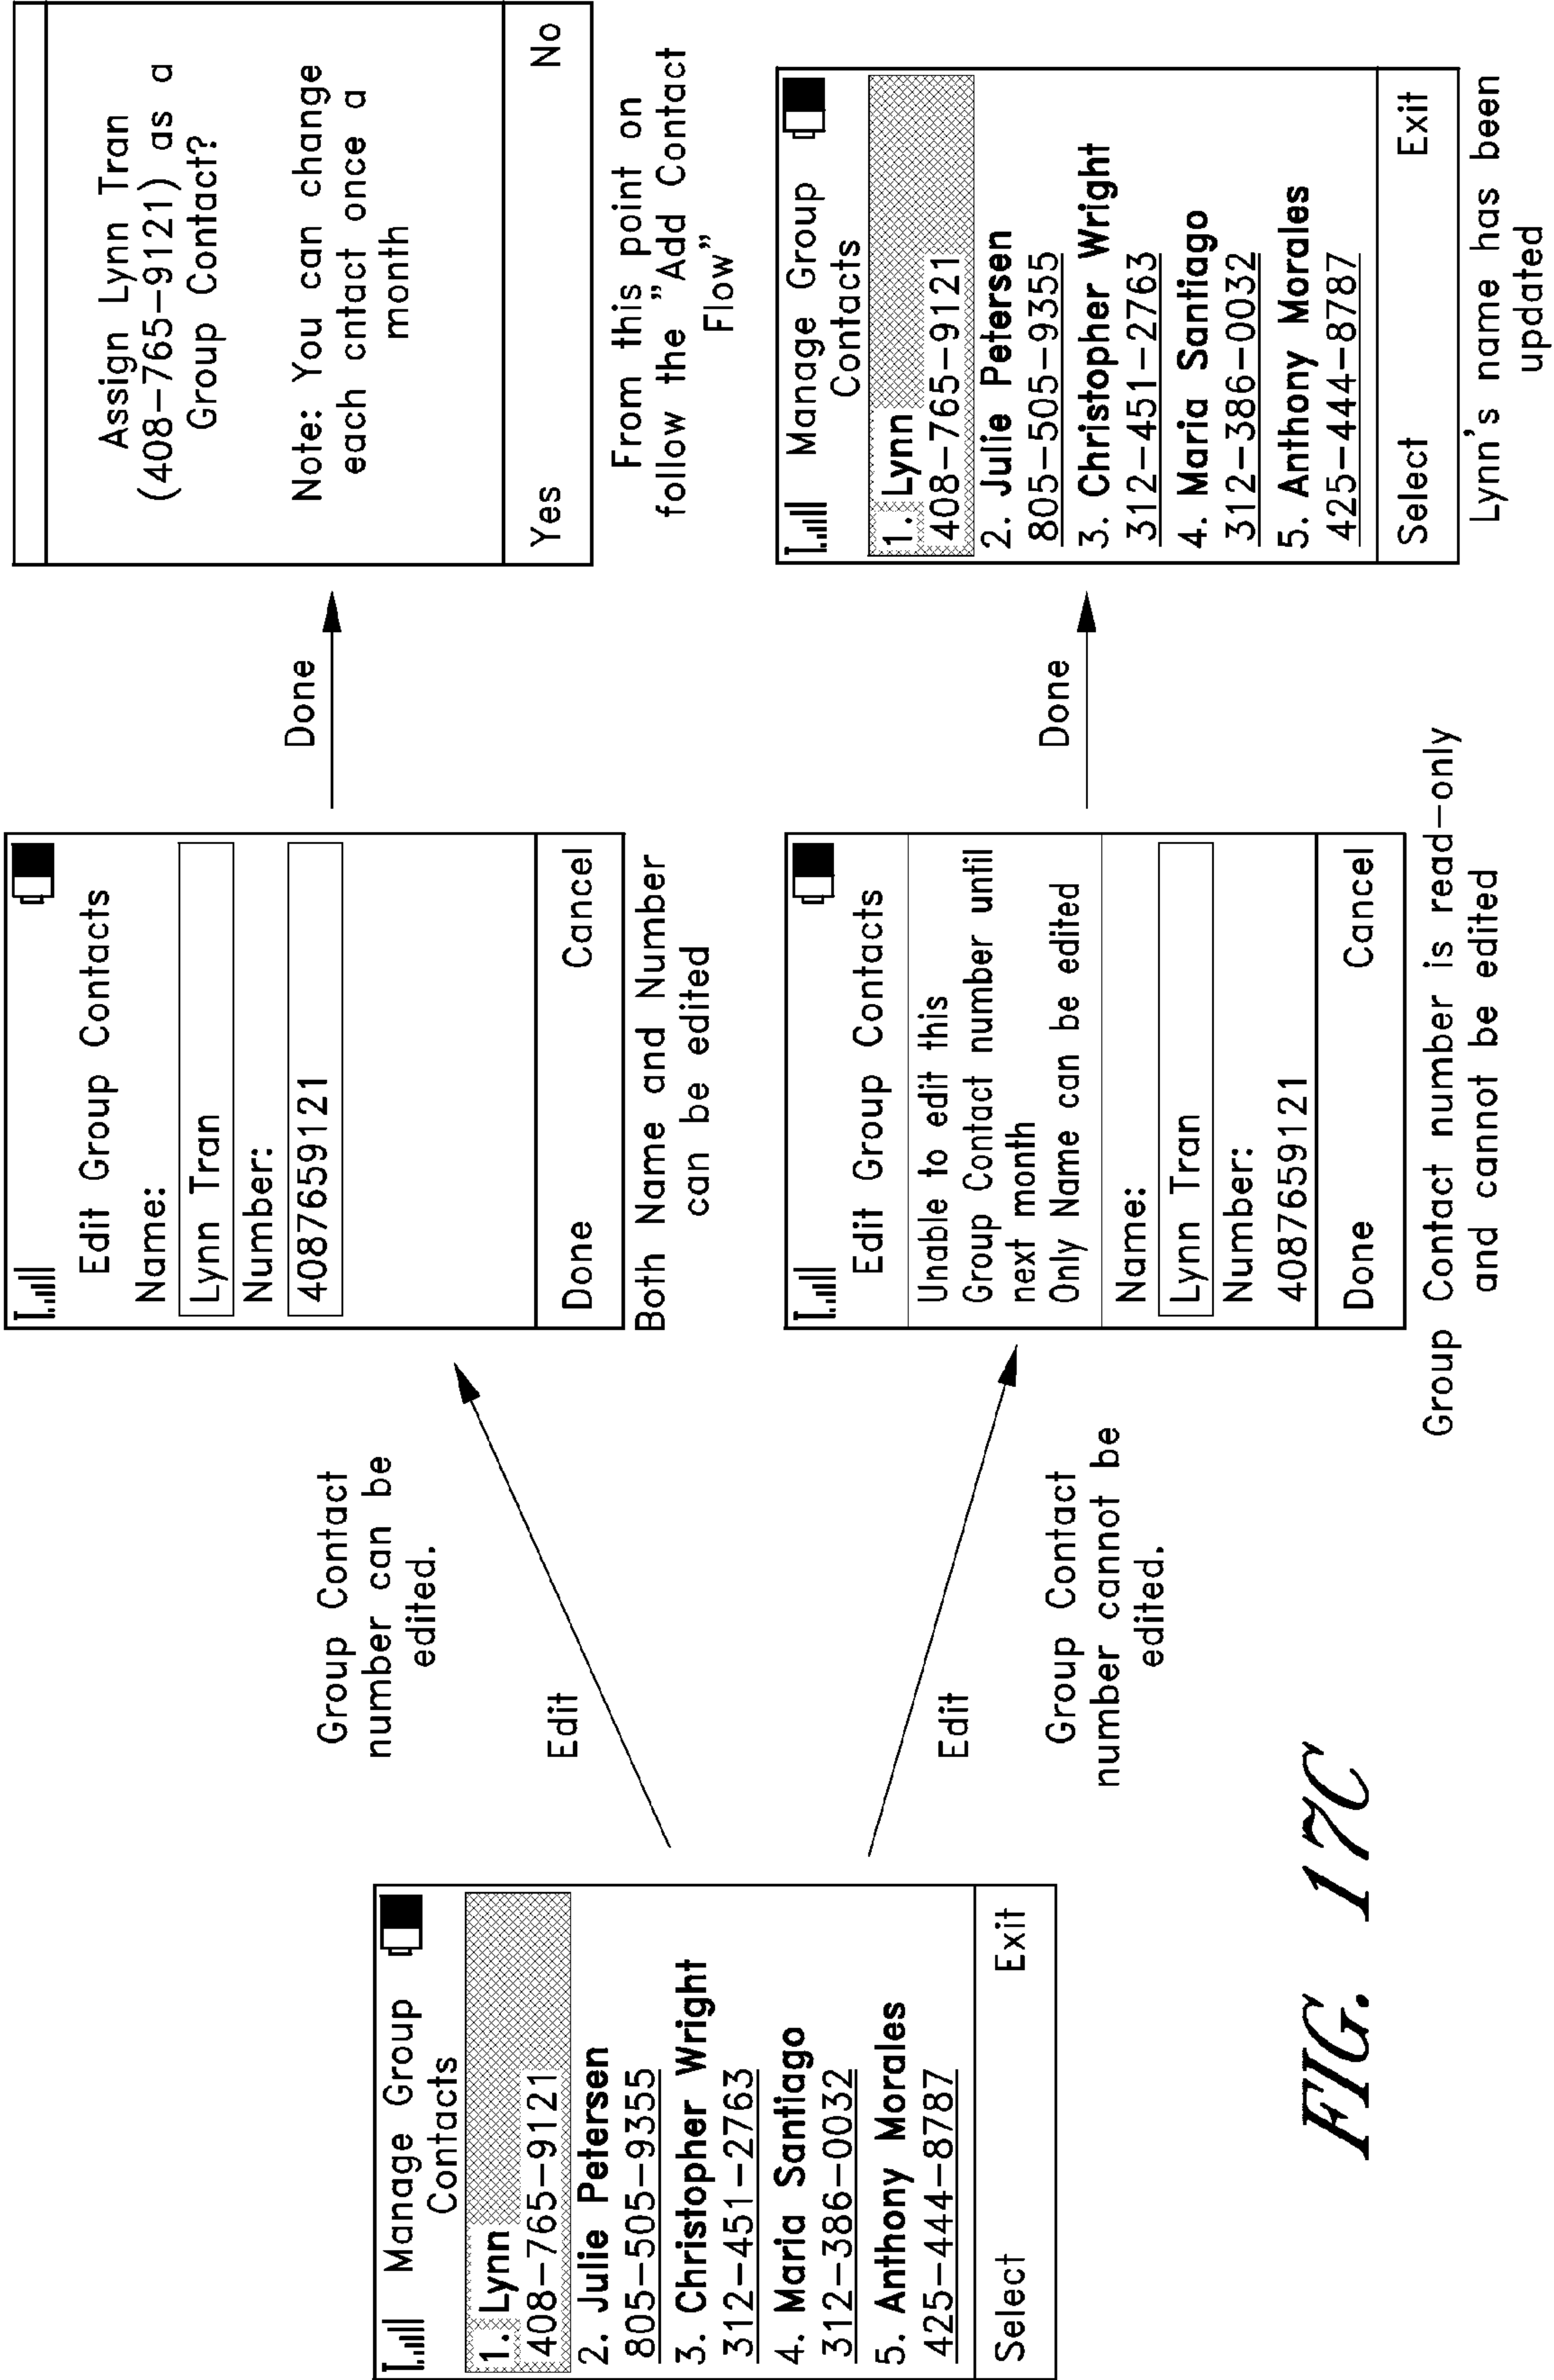 Manage Group
Contacts
1. Lynn
408-765-9121
2. Julie Petersen
805-505-9355
3. Christopher Wright
312-451-2763
4. Maria Santiago
312-386-0032
5. Anthony Morales
425-444-8787
Select Exit
Group Contact
number can be
edited.
Edit
Edit
Group Contact
number cannot be
edited.
Edit Group Contacts
Name:
Lynn Tran
Number:
4087659121
Done Cancel
Both Name and Number
can be edited
Done
Assign Lynn Tran
(408-765-9121) as a
Group Contact?
Note: You can change
each cntact once a
month
Yes No
From this point on
follow the "Add Contact
Flow"
Edit Group Contacts
Unable to edit this
Group Contact number until
next month
Only Name can be edited
Name:
Lynn Tran
Number:
4087659121
Done Cancel
Group Contact number is read-only
and cannot be edited
Done
Manage Group
Contacts
1. Lynn
408-765-9121
2. Julie Petersen
805-505-9355
3. Christopher Wright
312-451-2763
4. Maria Santiago
312-386-0032
5. Anthony Morales
425-444-8787
Select Exit
Lynn's name has been
updated
FIG. 17C